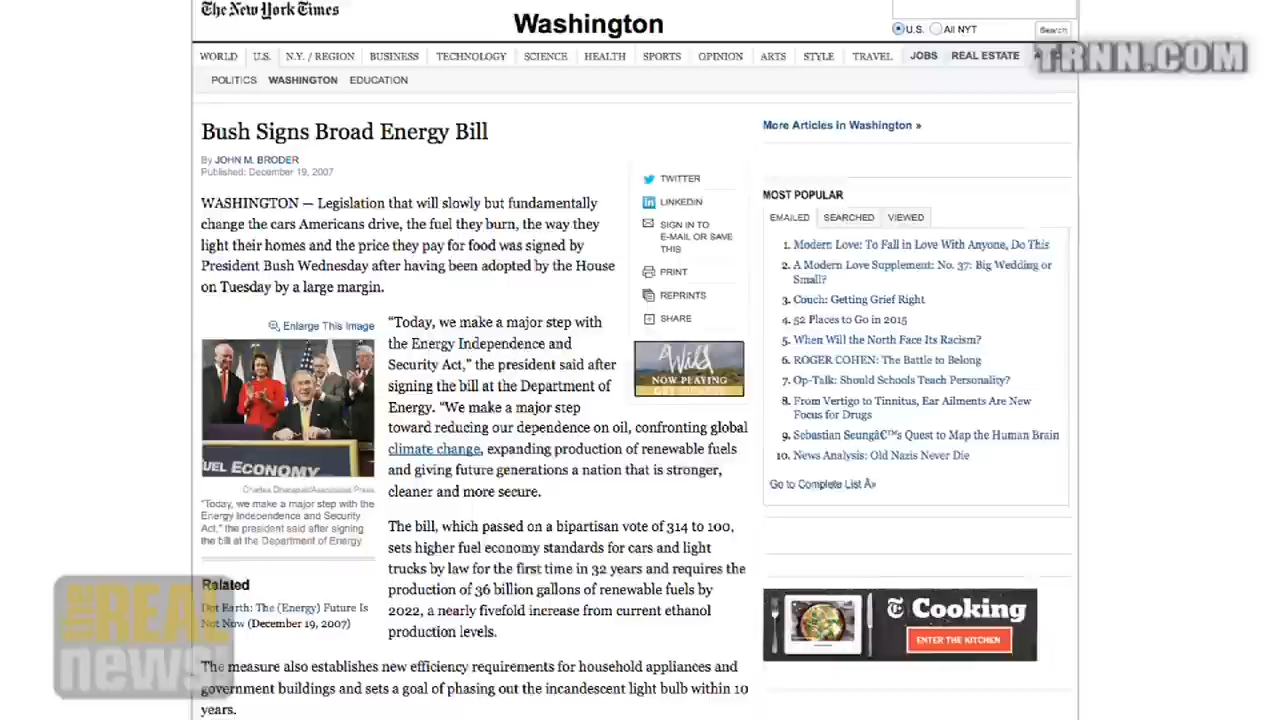 The New York Times
Washington
U.S.
All NYT
Search
WORLD U.S. N.Y. / REGION BUSINESS TECHNOLOGY SCIENCE HEALTH SPORTS OPINION ARTS STYLE TRAVEL JOBS REAL ESTATE
TRNN.COM
POLITICS WASHINGTON EDUCATION
Bush Signs Broad Energy Bill
By JOHN M. BRODER
Published: December 19, 2007
WASHINGTON — Legislation that will slowly but fundamentally
change the cars Americans drive, the fuel they burn, the way they
light their homes and the price they pay for food was signed by
President Bush Wednesday after having been adopted by the House
on Tuesday by a large margin.
TWITTER
LINKEDIN
SIGN IN TO
E-MAIL OR SAVE
THIS
PRINT
REPRINTS
SHARE
Wild
NOW PLAYING
Enlarge This Image
FUEL ECONOMY
Charles Dharapak/Associated Press
"Today, we make a major step with the
Energy Independence and Security
Act," the president said after signing
the bill at the Department of Energy
“Today, we make a major step with
the Energy Independence and
Security Act,” the president said after
signing the bill at the Department of
Energy. “We make a major step
toward reducing our dependence on oil, confronting global
climate change, expanding production of renewable fuels
and giving future generations a nation that is stronger,
cleaner and more secure.
The bill, which passed on a bipartisan vote of 314 to 100,
sets higher fuel economy standards for cars and light
trucks by law for the first time in 32 years and requires the
production of 36 billion gallons of renewable fuels by
2022, a nearly fivefold increase from current ethanol
production levels.
Related
Dot Earth: The (Energy) Future Is
Not Now (December 19, 2007)
The measure also establishes new efficiency requirements for household appliances and
government buildings and sets a goal of phasing out the incandescent light bulb within 10
years.
the REAL
news
More Articles in Washington »
MOST POPULAR
EMAILED SEARCHED VIEWED
1. Modern Love: To Fall in Love With Anyone, Do This
2. A Modern Love Supplement: No. 37: Big Wedding or
Small?
3. Couch: Getting Grief Right
4. 52 Places to Go in 2015
5. When Will the North Face Its Racism?
6. ROGER COHEN: The Battle to Belong
7. Op-Talk: Should Schools Teach Personality?
8. From Vertigo to Tinnitus, Ear Ailments Are New
Focus for Drugs
9. Sebastian Seungâ€™s Quest to Map the Human Brain
10. News Analysis: Old Nazis Never Die
Go to Complete List Â»
Cooking
ENTER THE KITCHEN